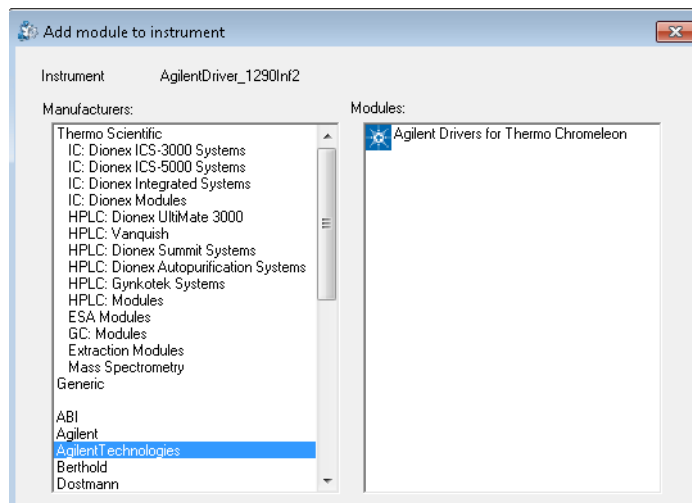 Add module to instrument
Instrument AgilentDriver_1290Inf2
Manufacturers:
Thermo Scientific
IC: Dionex ICS-3000 Systems
IC: Dionex ICS-5000 Systems
IC: Dionex Integrated Systems
IC: Dionex Modules
HPLC: Dionex UltiMate 3000
HPLC: Vanquish
HPLC: Dionex Summit Systems
HPLC: Dionex Autopurification Systems
HPLC: Gynkotek Systems
HPLC: Modules
ESA Modules
GC: Modules
Extraction Modules
Mass Spectrometry
Generic
ABI
Agilent
AgilentTechnologies
Berthold
Dostmann
Modules:
Agilent Drivers for Thermo Chromeleon